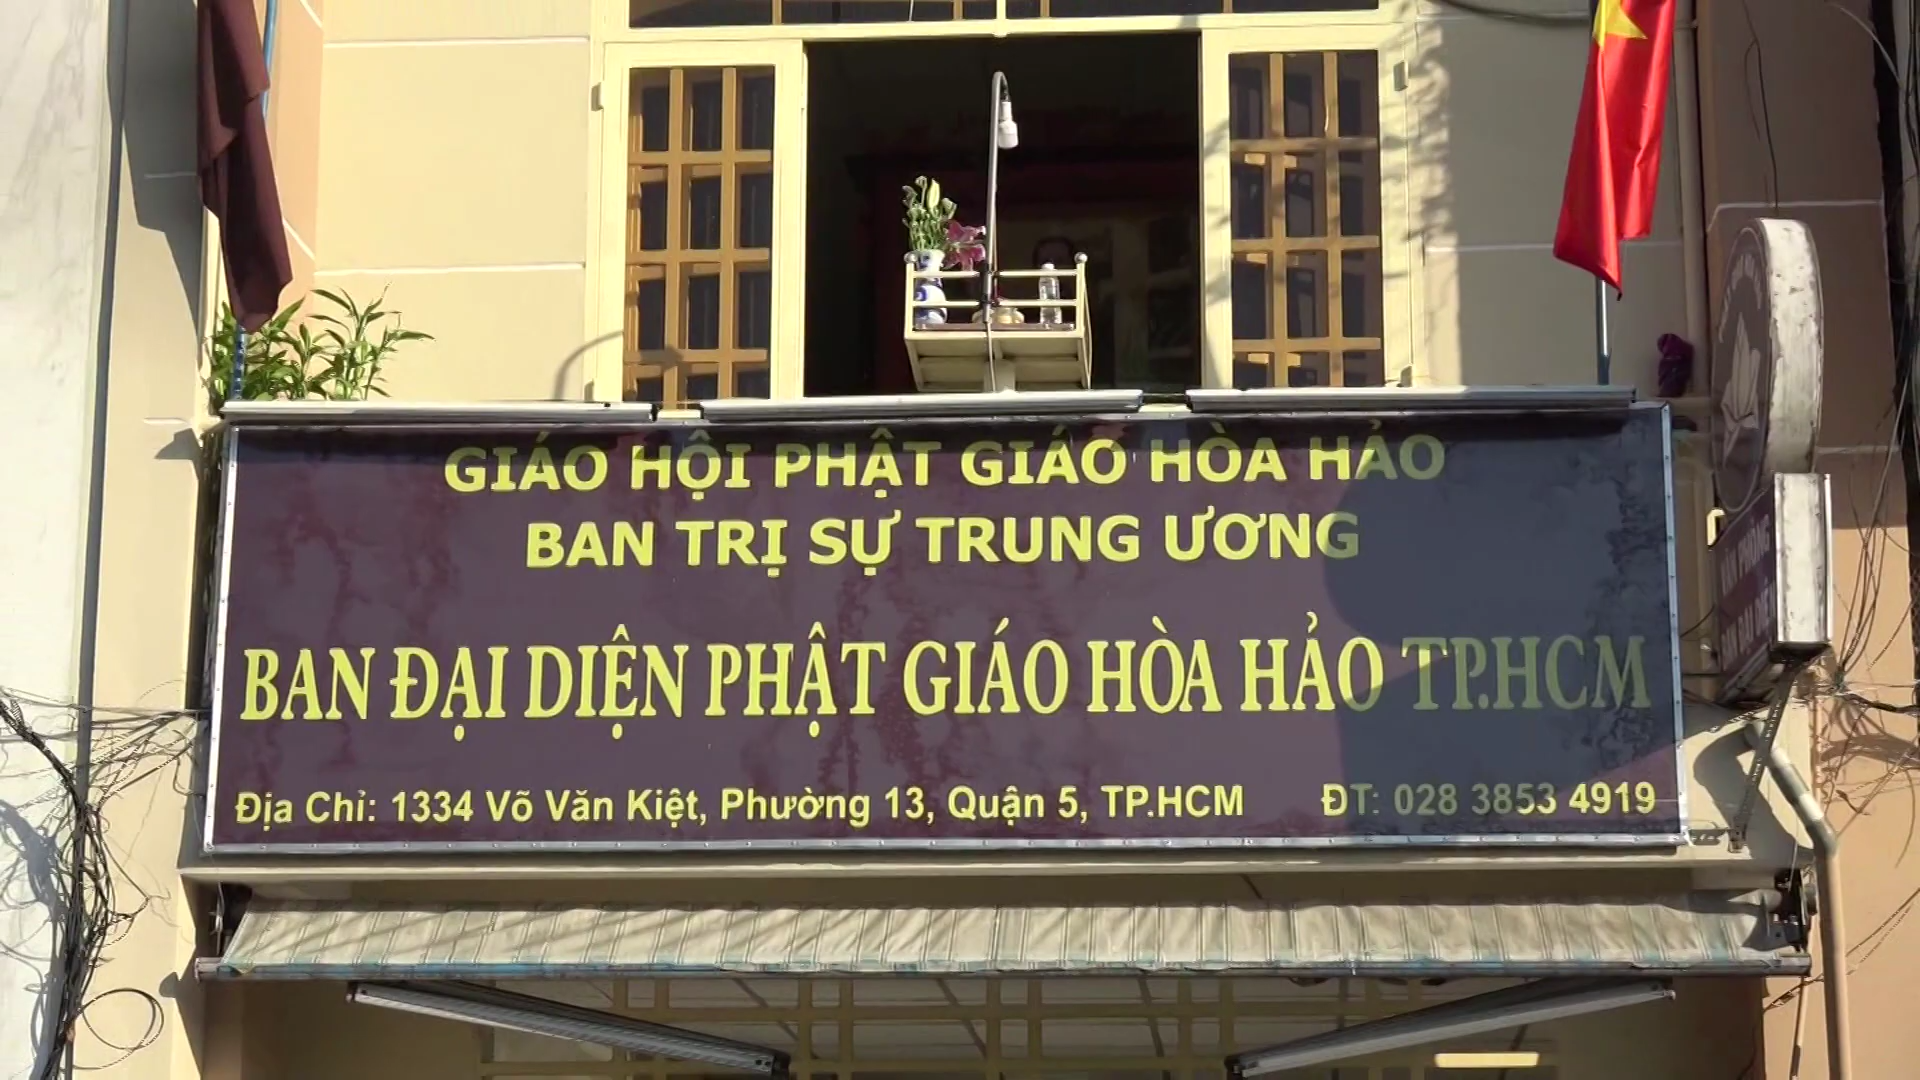 GIÁO HỘI PHẬT GIÁO HÒA HẢO
BAN TRỊ SỰ TRUNG ƯƠNG
BAN ĐẠI DIỆN PHẬT GIÁO HÒA HẢO TP.HCM
Địa Chỉ: 1334 Võ Văn Kiệt, Phường 13, Quận 5, TP.HCM ĐT: 028 3853 4919